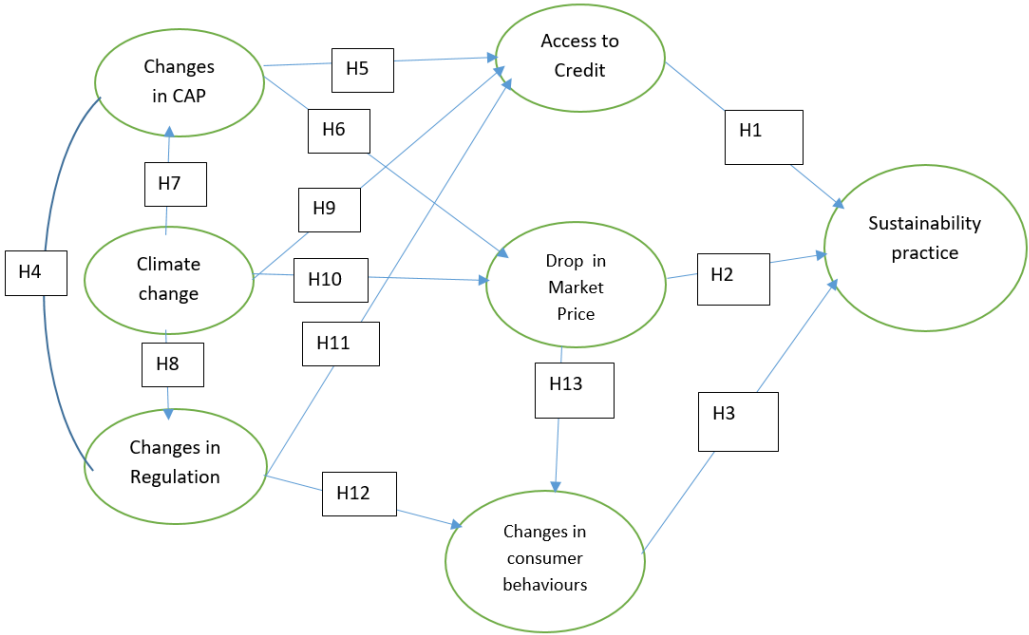 Changes
in CAP
H5
Access to
Credit
H6
H1
H7
H9
Sustainability
practice
H4
Climate
change
H10
Drop in
Market
Price
H2
H11
H8
H13
H3
Changes in
Regulation
H12
Changes in
consumer
behaviours